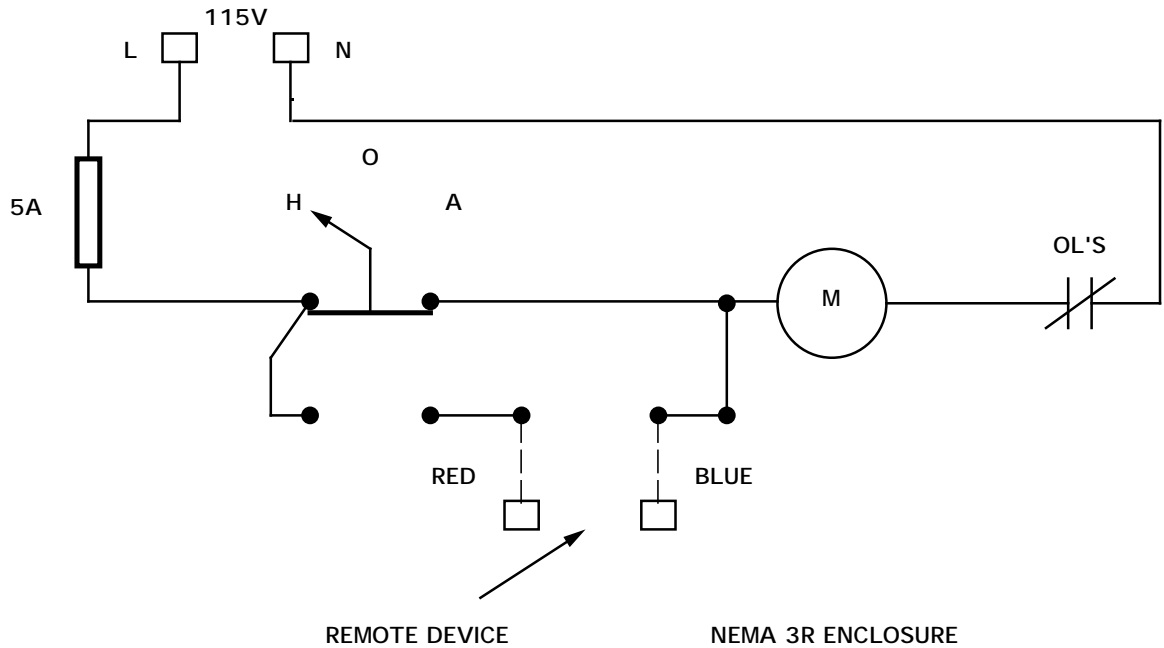 115V
L
N
O
H
A
5A
OL'S
M
RED
BLUE
REMOTE DEVICE
NEMA 3R ENCLOSURE